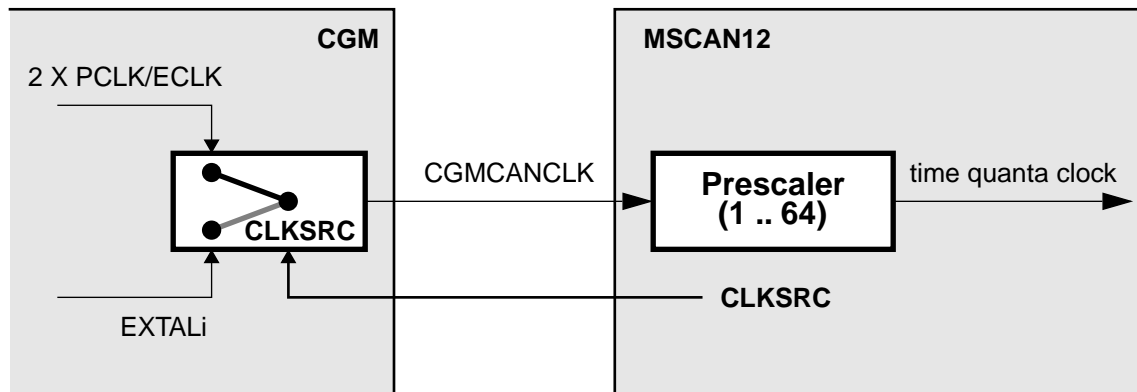 CGM
MSCAN12
2 X PCLK/ECLK
CGMCANCLK
Prescaler
(1 .. 64)
time quanta clock
CLKSRC
CLKSRC
EXTALi